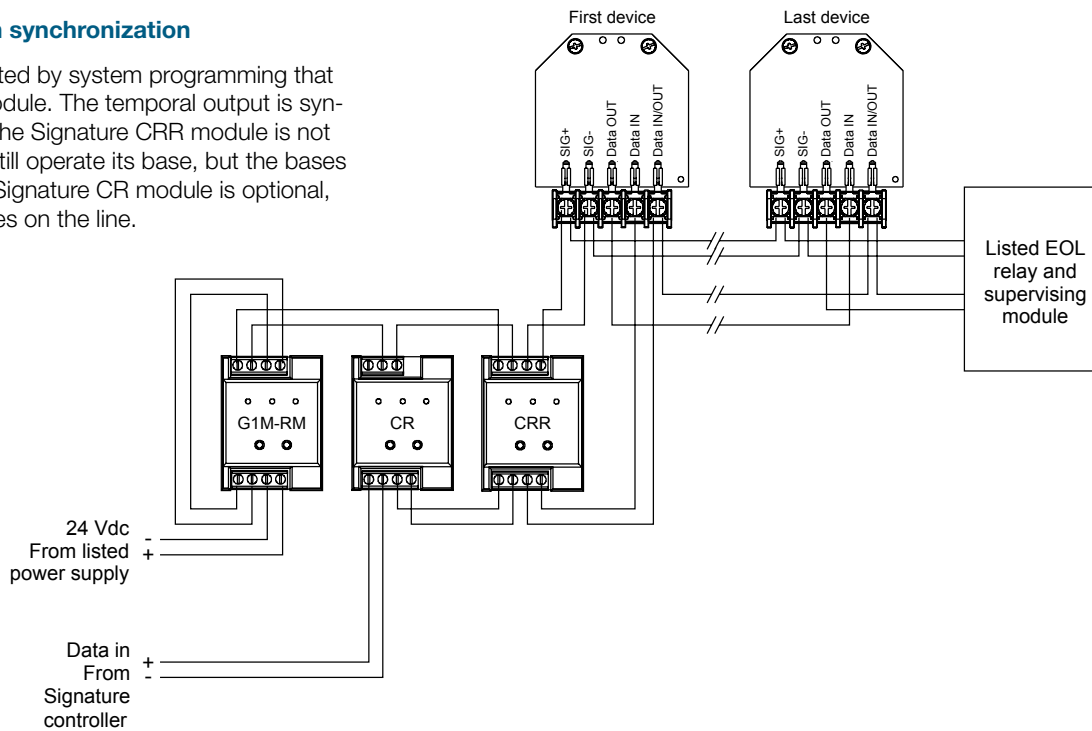 synchronization
ted by system programming that
odule. The temporal output is syn-
he Signature CRR module is not
till operate its base, but the bases
Signature CR module is optional,
es on the line.
First device
Last device
SIG+
SIG-
Data OUT
Data IN
Data IN/OUT
SIG+
SIG-
Data OUT
Data IN
Data IN/OUT
Listed EOL
relay and
supervising
module
G1M-RM
CR
CRR
24 Vdc
-
From listed
+
power supply
Data in
+
From
-
Signature
controller